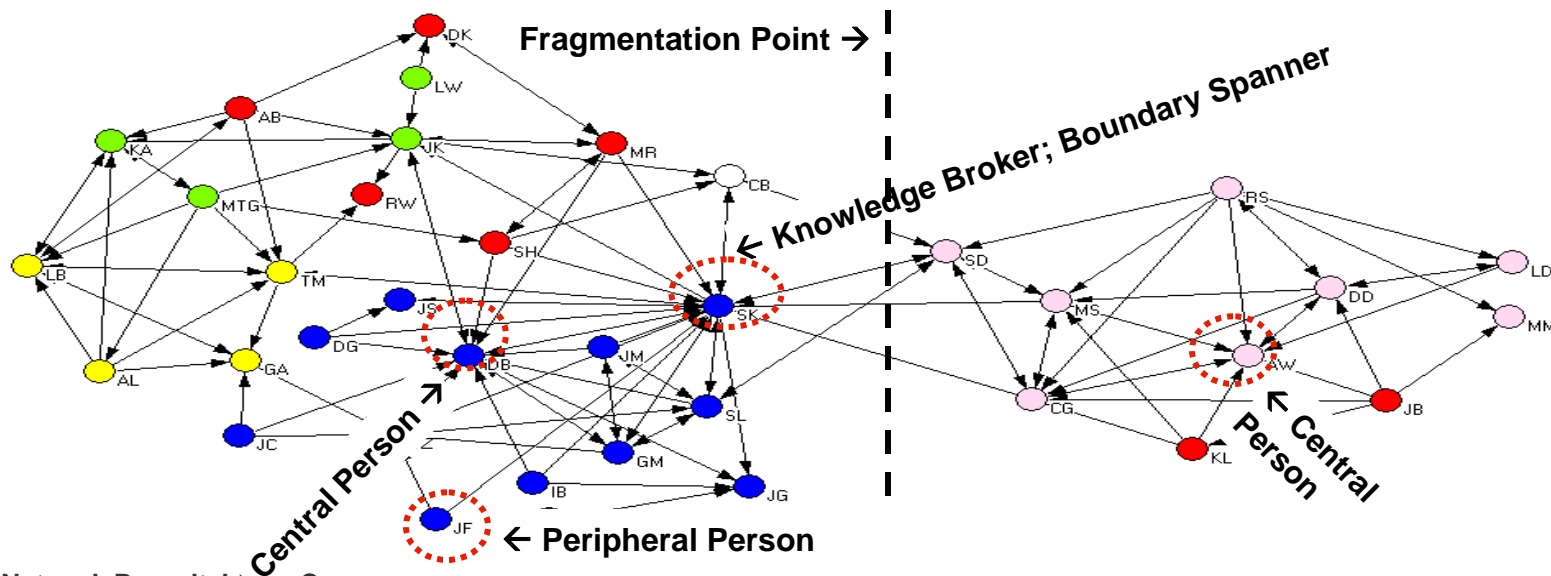 DK
Fragmentation Point →
LW
Knowledge Broker; Boundary Spanner
←
AB
KA
JK
MR
CB
RS
MTG
RW
SH
SD
LD
LB
TM
DD
JS
SK
MS
MM
DG
DB
JM
AW
AL
GA
CG
SL
JB
JC
GM
KL
← Central Person
IB
JG
Central Person →
JF
← Peripheral Person